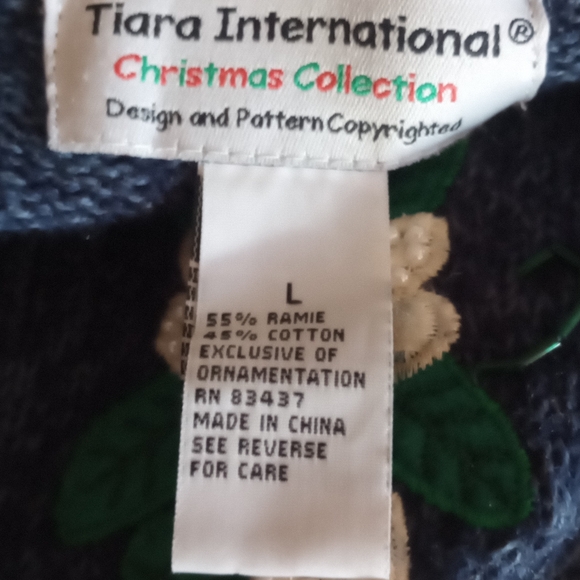 Tiara International®
Christmas Collection
Design and Pattern Copyrighted
L
55% RAMIE
45% COTTON
EXCLUSIVE OF
ORNAMENTATION
RN 83437
MADE IN CHINA
SEE REVERSE
FOR CARE